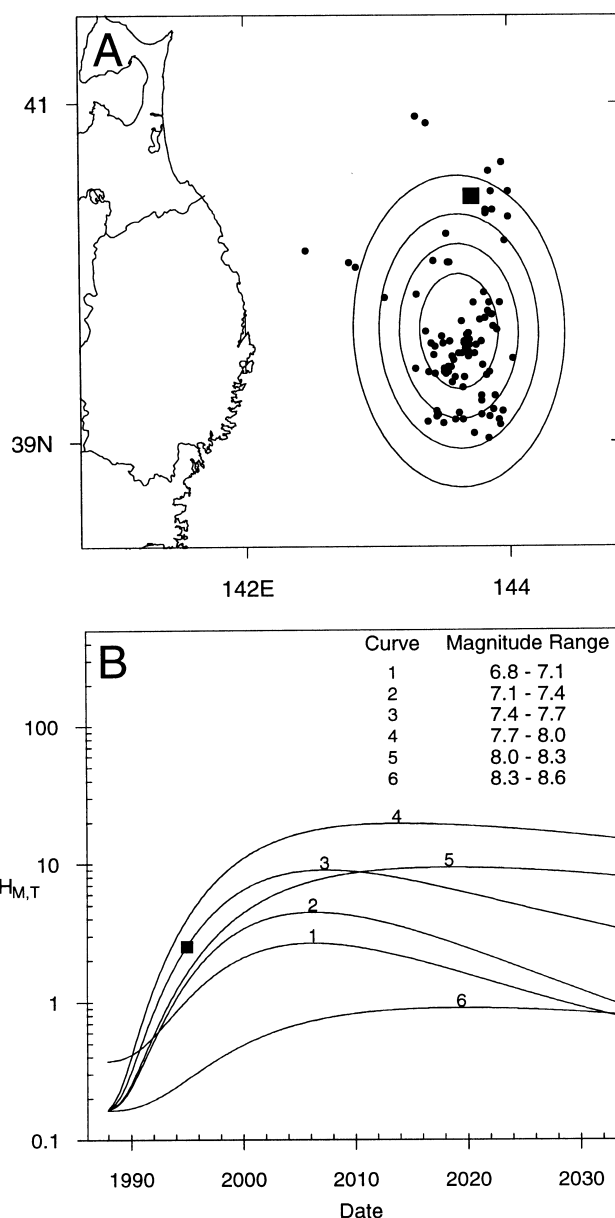 A
41
39N
142E 144
B
Curve Magnitude Range
1 6.8 - 7.1
2 7.1 - 7.4
3 7.4 - 7.7
4 7.7 - 8.0
5 8.0 - 8.3
6 8.3 - 8.6
100
4
10
3
5
2
1
H M,T
1
6
0.1
1990 2000 2010 2020 2030
Date